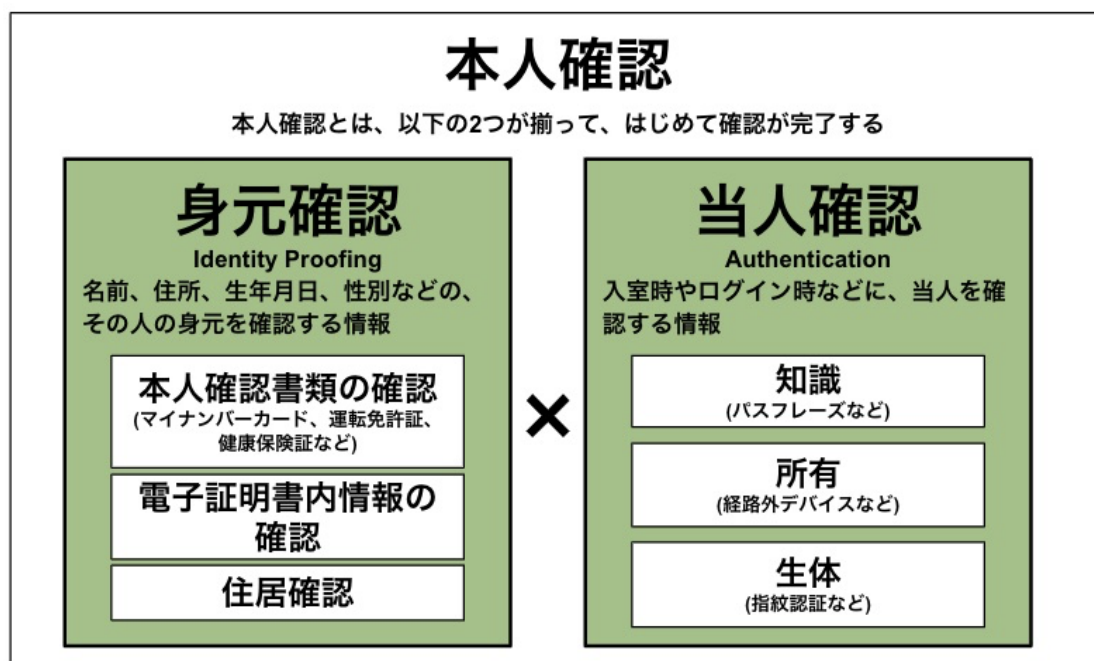 本人確認
本人確認とは、以下の2つが揃って、はじめて確認が完了する
身元確認
Identity Proofing
名前、住所、生年月日、性別などの、
その人の身元を確認する情報
本人確認書類の確認
(マイナンバーカード、運転免許証、
健康保険証など)
電子証明書内情報の
確認
住居確認
×
当人確認
Authentication
入室時やログイン時などに、当人を確
認する情報
知識
(パスフレーズなど)
所有
(経路外デバイスなど)
生体
(指紋認証など)